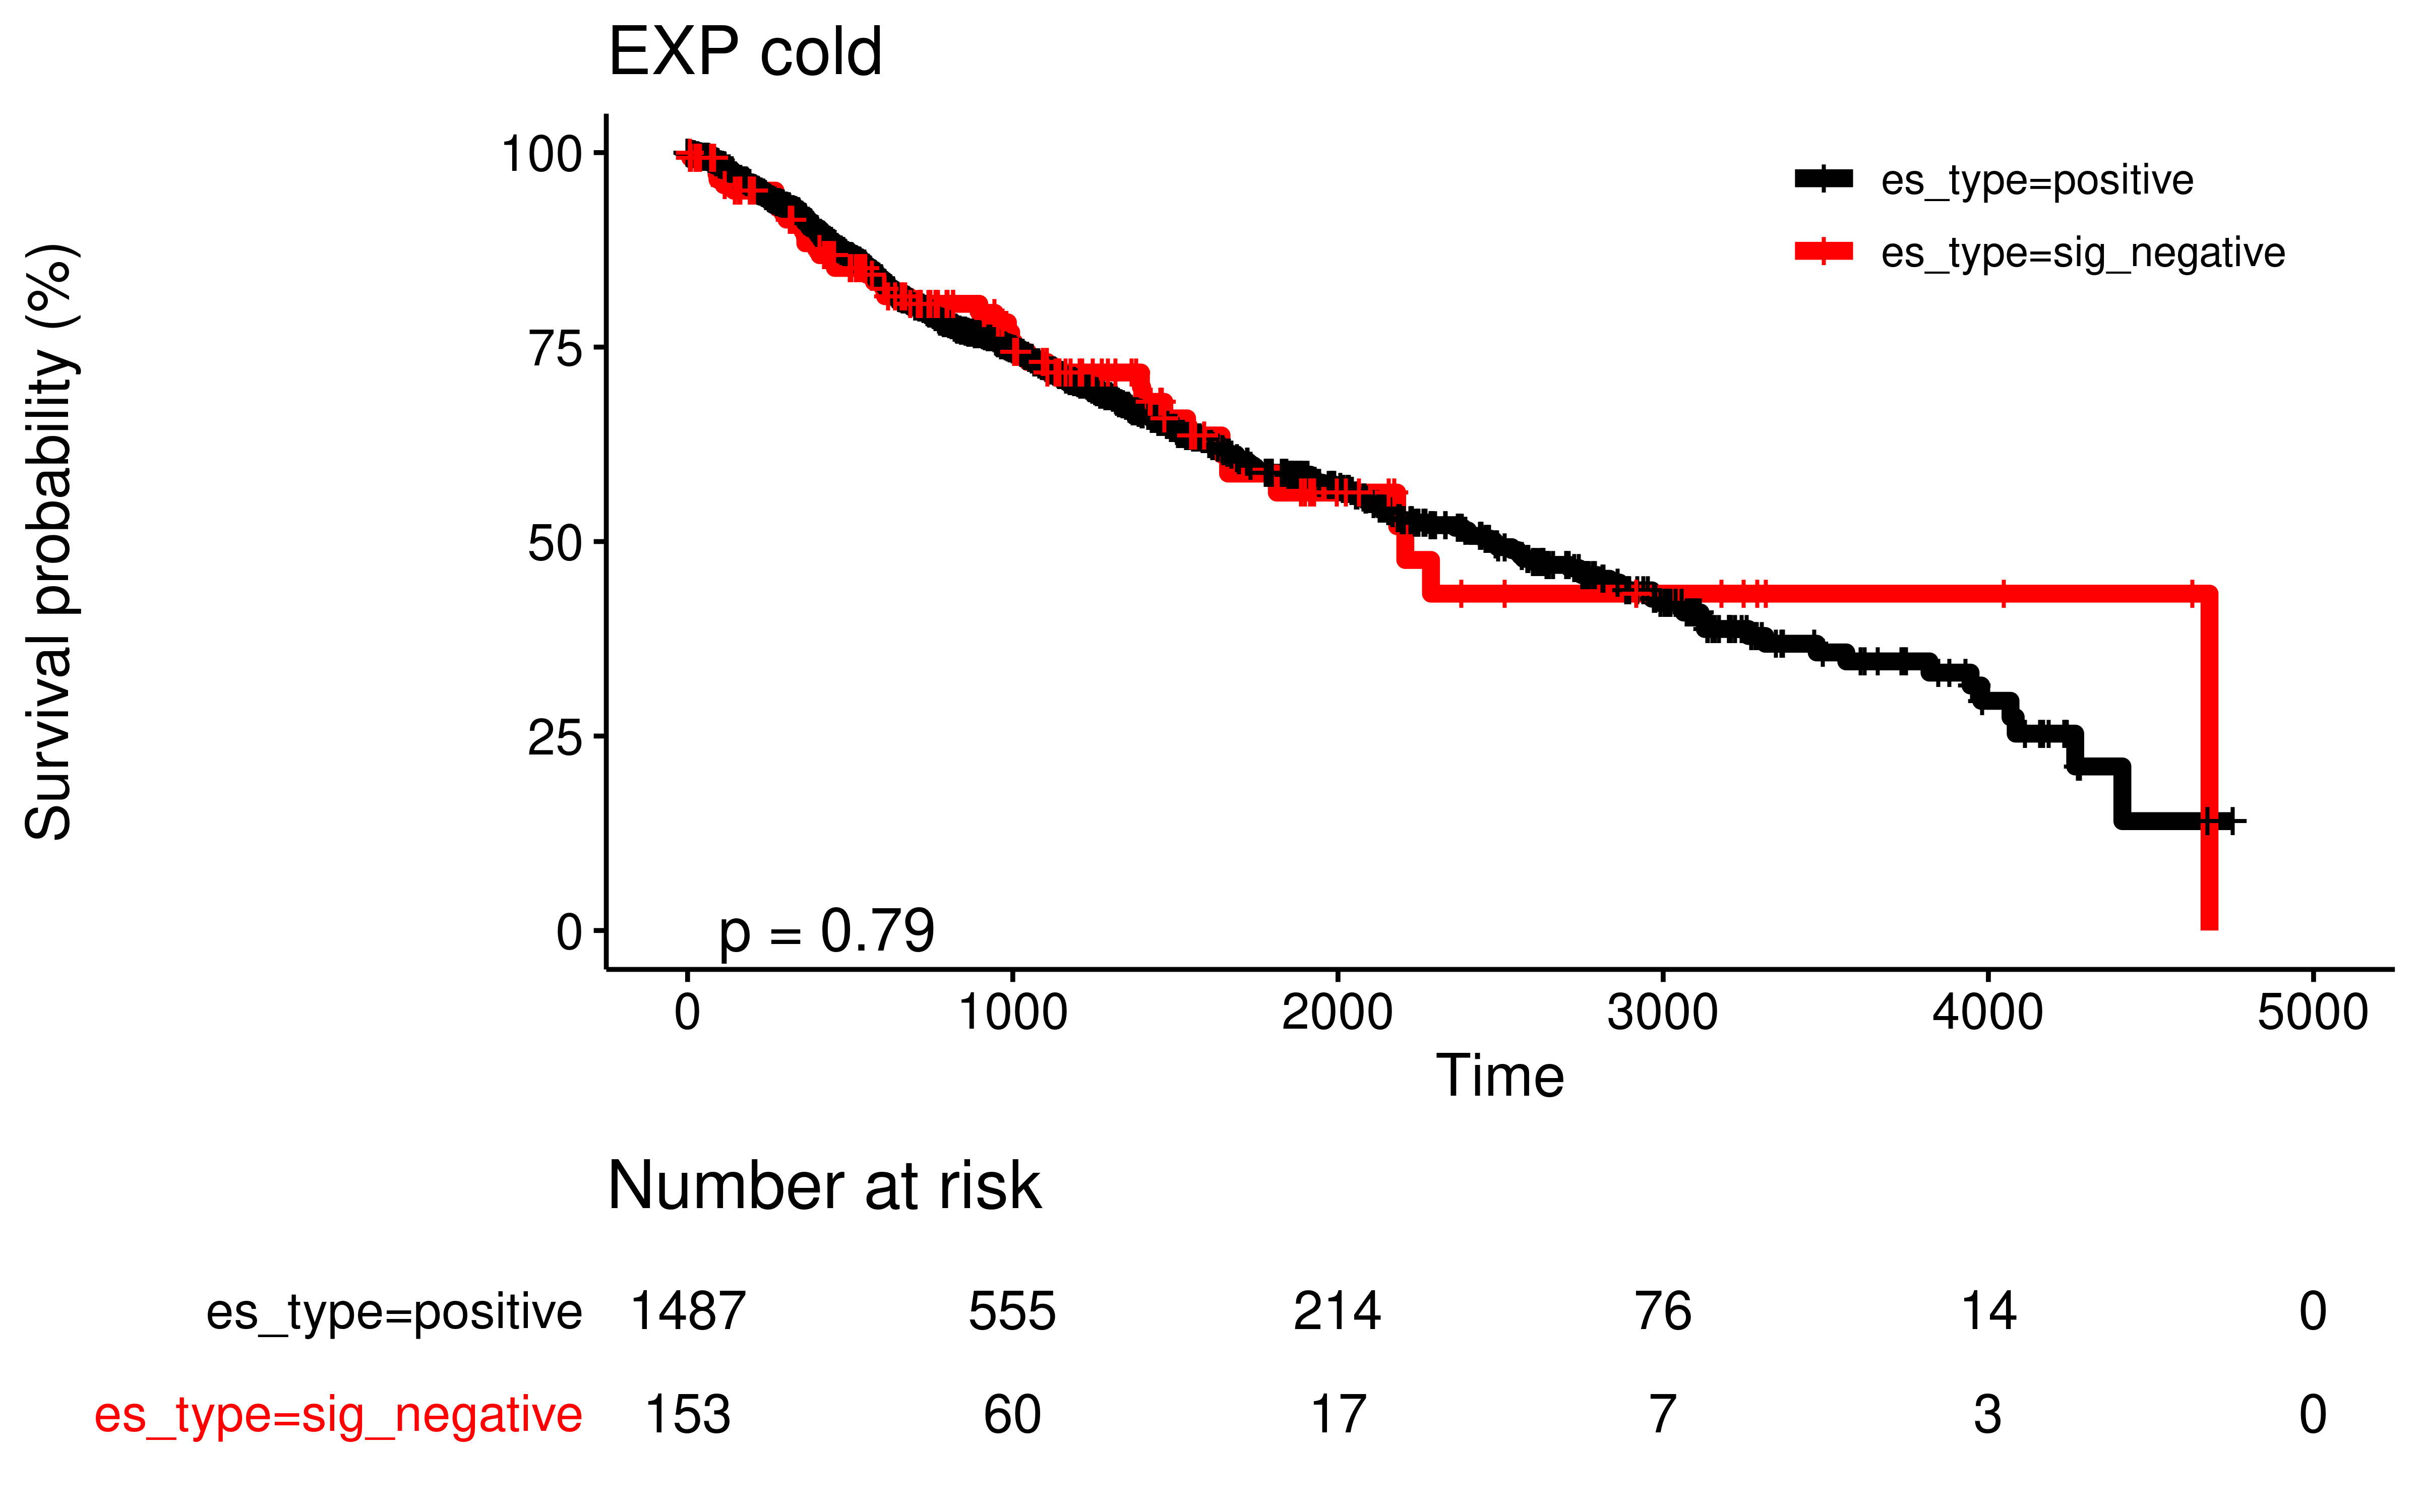 EXP cold
Survival probability (%)
100
75
50
25
0
es_type=positive
es_type=sig_negative
p = 0.79
0 1000 2000 3000 4000 5000
Time
Number at risk
es_type=positive 1487 555 214 76 14 0
es_type=sig_negative 153 60 17 7 3 0